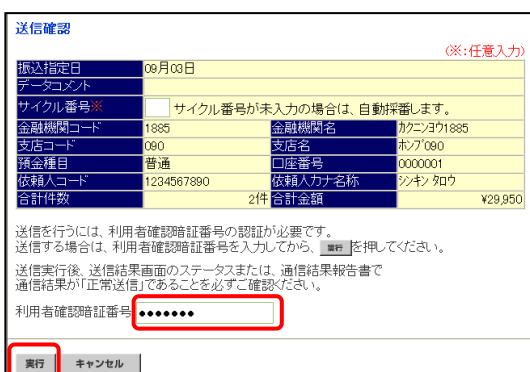 送信確認
(※:任意入力)
振込指定日 09月03日
データコメント
サイクル番号※ サイクル番号が未入力の場合は、自動採番します。
金融機関コード 1885 金融機関名 カクニンヨウ1885
支店コード 090 支店名 ホンブ090
預金種目 普通 口座番号 0000001
依頼人コード 1234567890 依頼人カナ名称 シンキン タロウ
合計件数 2件 合計金額 ¥29,950
送信を行うには、利用者確認暗証番号の認証が必要です。
送信する場合は、利用者確認暗証番号を入力してから、 実行 を押してください。
送信実行後、送信結果画面のステータスまたは、通信結果報告書で
通信結果が「正常送信」であることを必ずご確認ください。
利用者確認暗証番号 ●●●●●●●
実行 キャンセル